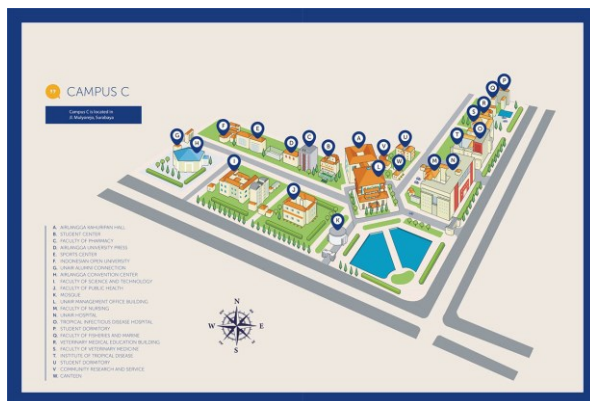 CAMPUS C
Campus C is located in
Jl. Mulyorejo, Surabaya
A. AIRLANGGA MAHURIPAN HALL
B. STUDENT CENTER
C. FACULTY OF PHARMACY
D. AIRLANGGA UNIVERSITY PRESS
E. SPORTS CENTER
F. INDONESIAN OPEN UNIVERSITY
G. UNAIR ALUMNI CONNECTION
H. AIRLANGGA CONVENTION CENTER
I. FACULTY OF SCIENCE AND TECHNOLOGY
J. FACULTY OF PUBLIC HEALTH
K. MOSQUE
L. UNAIR MANAGEMENT OFFICE BUILDING
M. FACULTY OF NURSING
N. UNAIR HOSPITAL
O. TROPICAL INFECTIOUS DISEASE HOSPITAL
P. STUDENT DORMITORY
Q. FACULTY OF FISHERIES AND MARINE
R. VETERINARY MEDICAL EDUCATION BUILDING
S. FACULTY OF VETERINARY MEDICINE
T. INSTITUTE OF TROPICAL DISEASE
U. STUDENT DORMITORY
V. COMMUNITY RESEARCH AND SERVICE
W. CANTEEN
P
Q
R
S
T
G
H
E
D
C
B
A
V
U
L
W
N
I
J
K
N
W
E
S